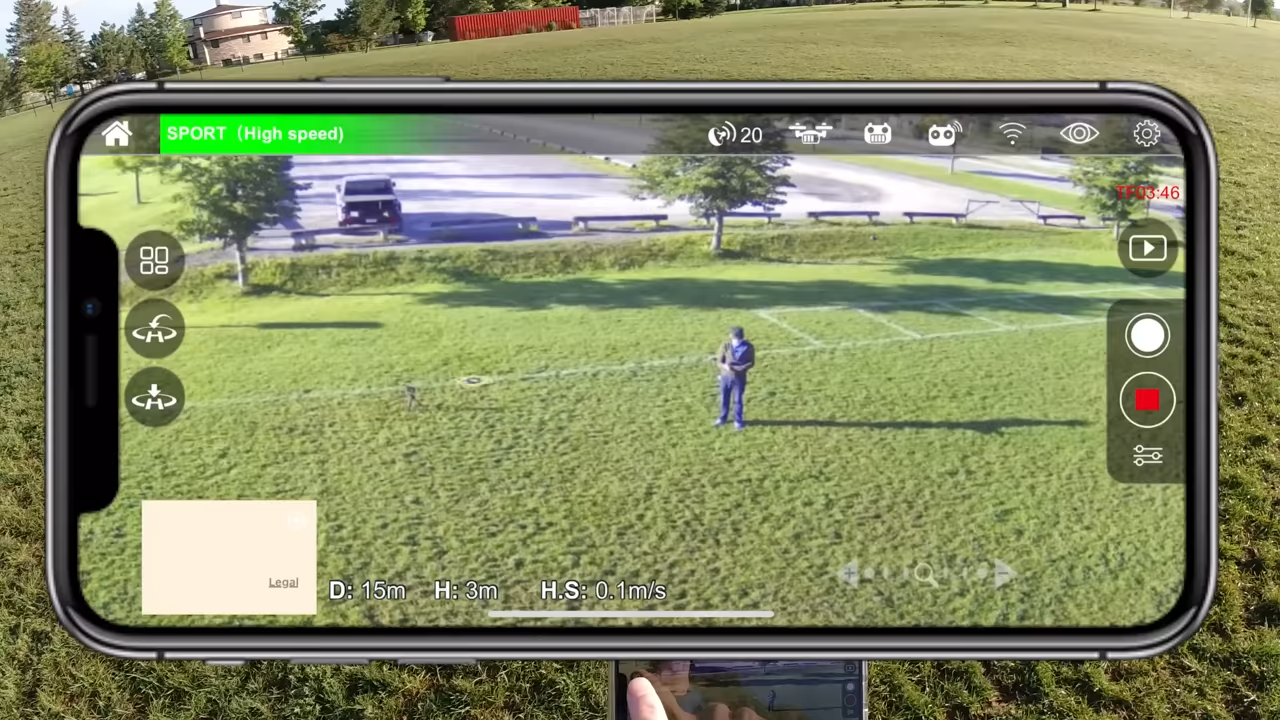 SPORT（High speed)
20
TF03:46
Legal
D: 15m H: 3m H.S: 0.1m/s